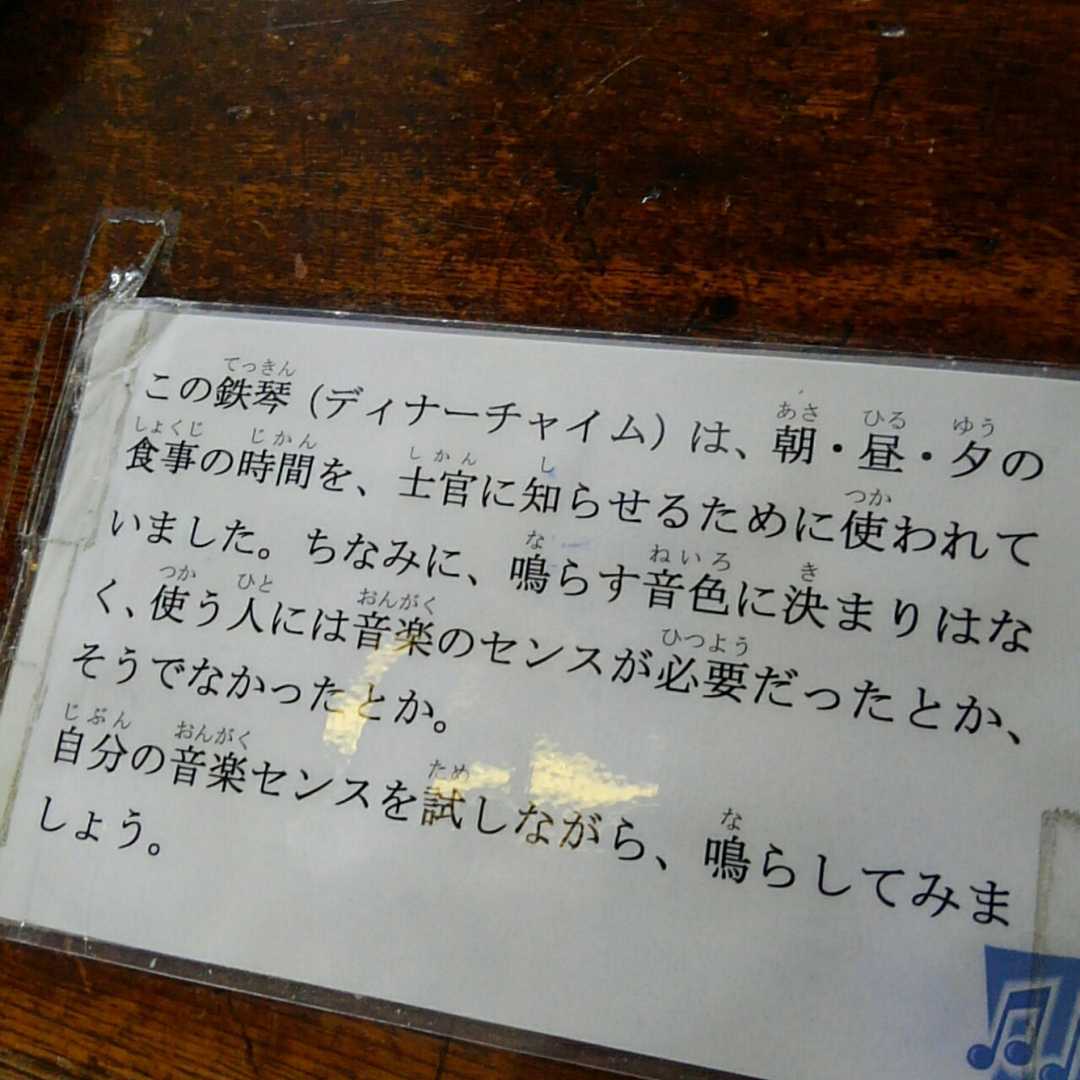 この鉄琴（ディナーチャイム）は、朝・昼・夕の
食事の時間を、士官に知らせるために使われて
いました。ちなみに、鳴らす音色に決まりはな
く、使う人には音楽のセンスが必要だったとか、
そうでなかったとか。
自分の音楽センスを試しながら、鳴らしてみま
しょう。